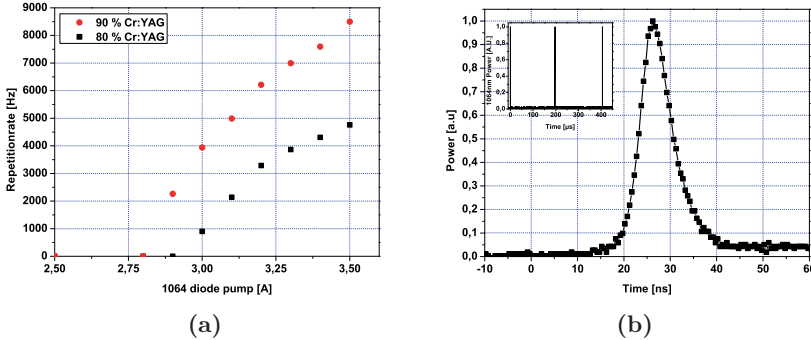 9000
8000
7000
6000
5000
4000
3000
2000
1000
0
Repetitionrate [Hz]
90 % Cr:YAG
80 % Cr:YAG
2,50 2,75 3,00 3,25 3,50
1064 diode pump [A]
(a)
1,0
0,9
0,8
0,7
0,6
0,5
0,4
0,3
0,2
0,1
0,0
Power [a.u]
1,0
0,8
0,6
0,4
0,2
0,0
1064nm Power [A.U.]
0 100 200 300 400
Time [µs]
-10 0 10 20 30 40 50 60
Time [ns]
(b)